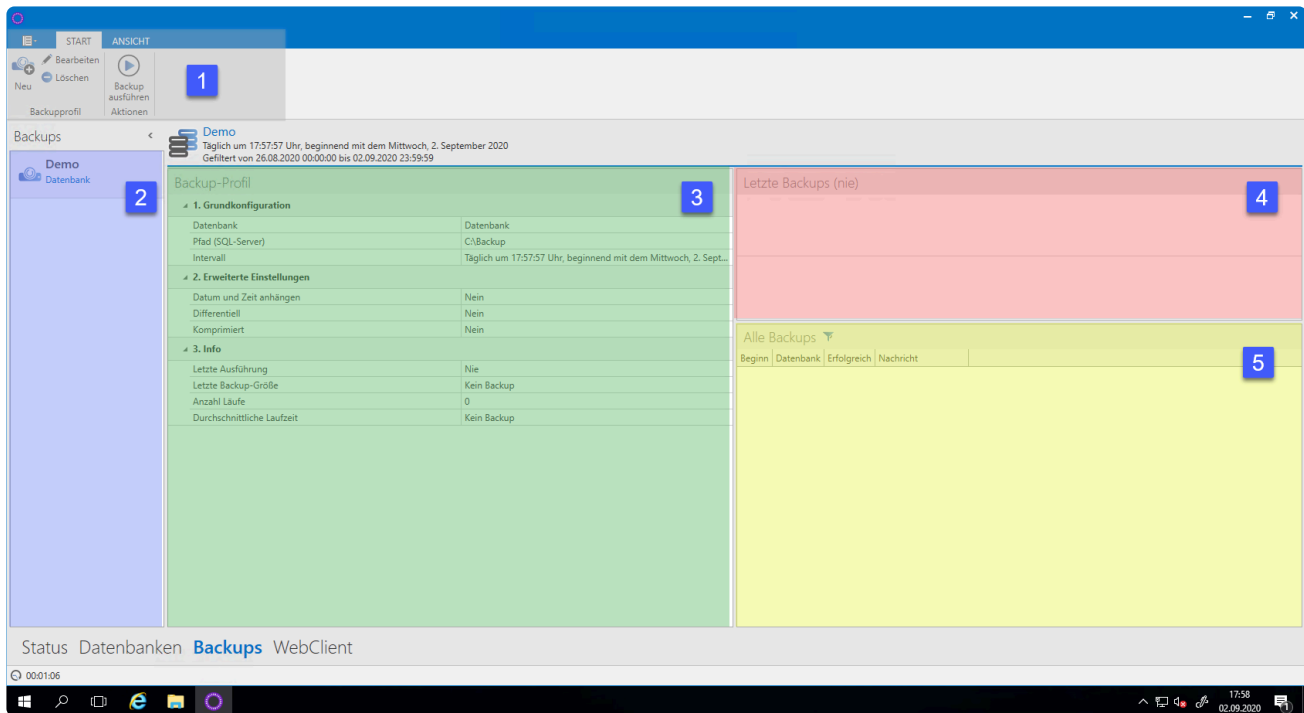 START ANSICHT
Neu
Bearbeiten
Löschen
Backup
ausführen
Backupprofil Aktionen
1
Backups
Demo
Datenbank
2
Demo
Täglich um 17:57:57 Uhr, beginnend mit dem Mittwoch, 2. September 2020
Gefiltert von 26.08.2020 00:00:00 bis 02.09.2020 23:59:59
Backup-Profil
3
1. Grundkonfiguration
Datenbank Datenbank
Pfad (SQL-Server) C:\Backup
Intervall Täglich um 17:57:57 Uhr, beginnend mit dem Mittwoch, 2. Sept...
2. Erweiterte Einstellungen
Datum und Zeit anhängen Nein
Differentiell Nein
Komprimiert Nein
3. Info
Letzte Ausführung Nie
Letzte Backup-Größe Kein Backup
Anzahl Läufe 0
Durchschnittliche Laufzeit Kein Backup
Letzte Backups (nie)
4
Alle Backups
5
Beginn Datenbank Erfolgreich Nachricht
Status Datenbanken Backups WebClient
00:01:06
17:58
02.09.2020
1